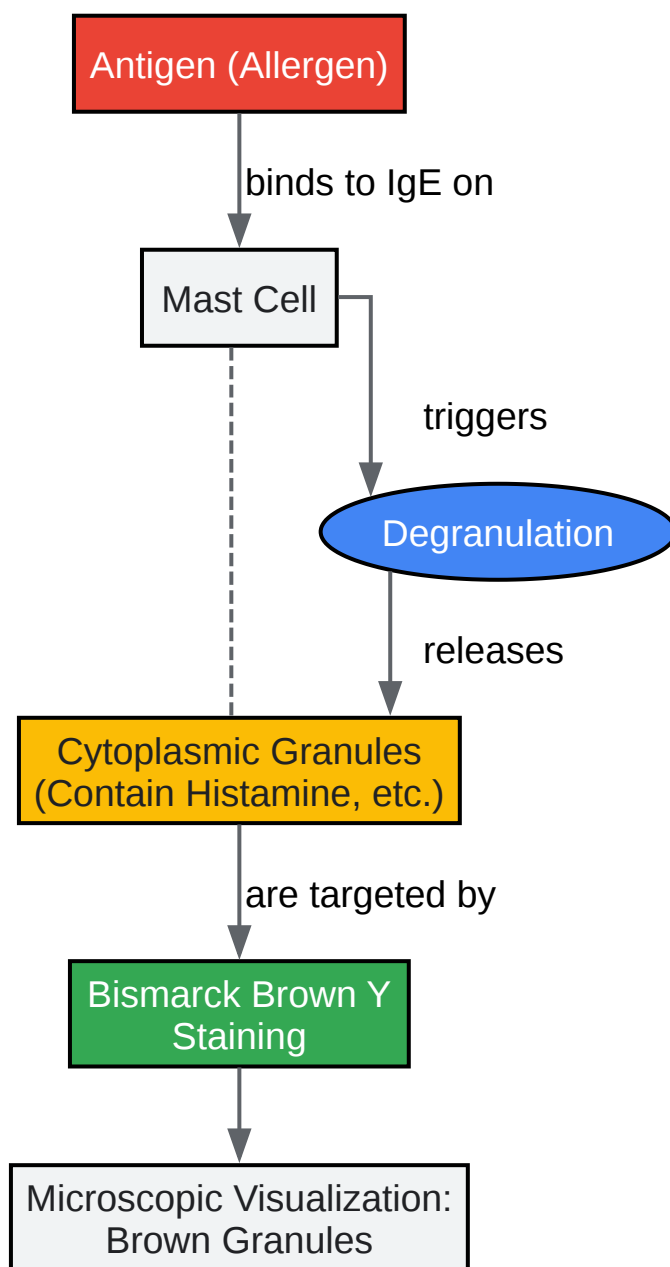 Antigen (Allergen)
binds to IgE on
Mast Cell
triggers
Degranulation
releases
Cytoplasmic Granules
(Contain Histamine, etc.)
are targeted by
Bismarck Brown Y
Staining
Microscopic Visualization:
Brown Granules